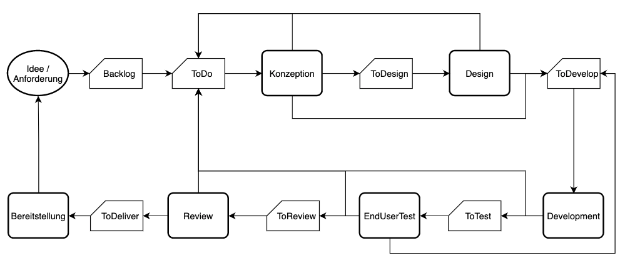 Idee /
Anforderung
Backlog
ToDo
Konzeption
ToDesign
Design
ToDevelop
Bereitstellung
ToDeliver
Review
ToReview
EndUserTest
ToTest
Development